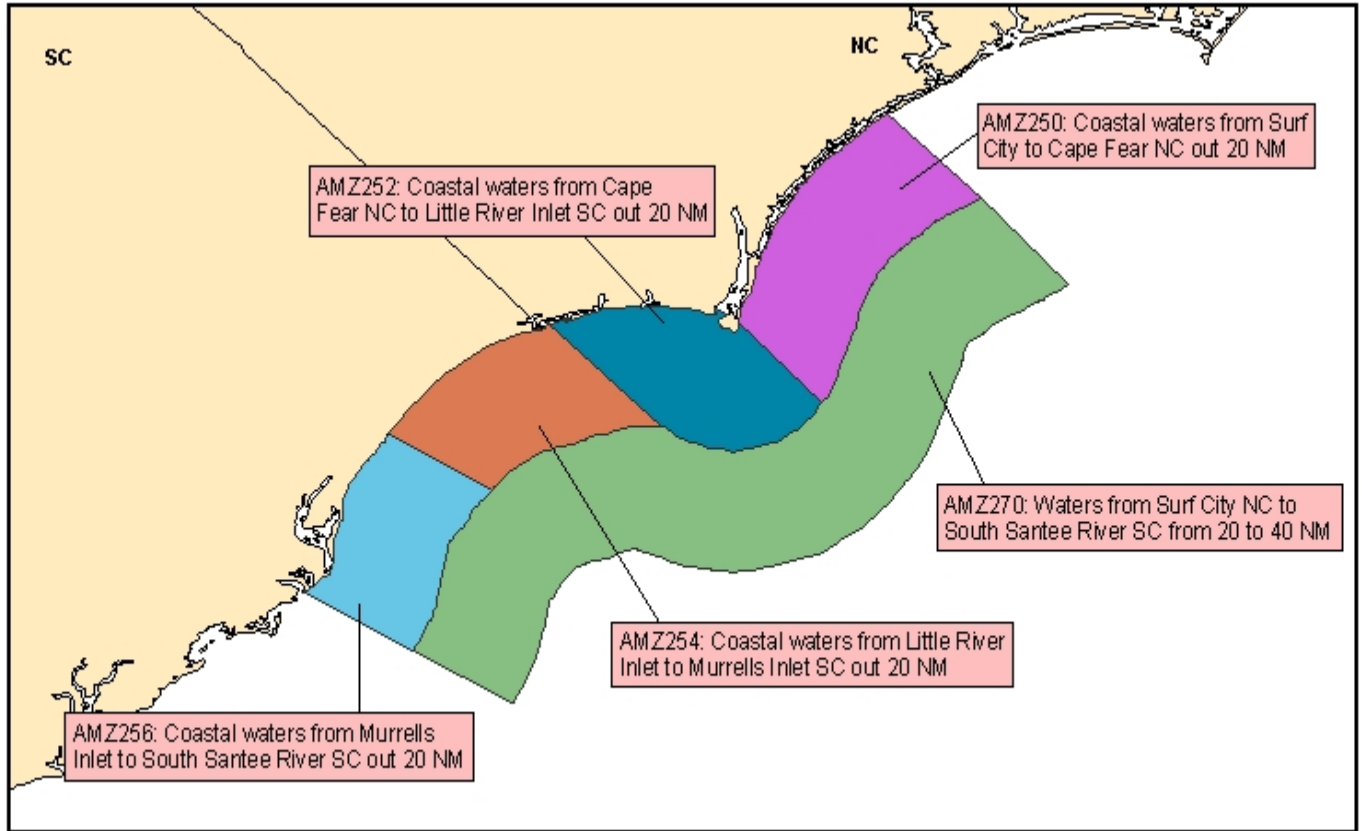 SC
NC
AMZ250: Coastal waters from Surf
City to Cape Fear NC out 20 NM
AMZ252: Coastal waters from Cape
Fear NC to Little River Inlet SC out 20 NM
AMZ270: Waters from Surf City NC to
South Santee River SC from 20 to 40 NM
AMZ254: Coastal waters from Little River
Inlet to Murrells Inlet SC out 20 NM
AMZ256: Coastal waters from Murrells
Inlet to South Santee River SC out 20 NM